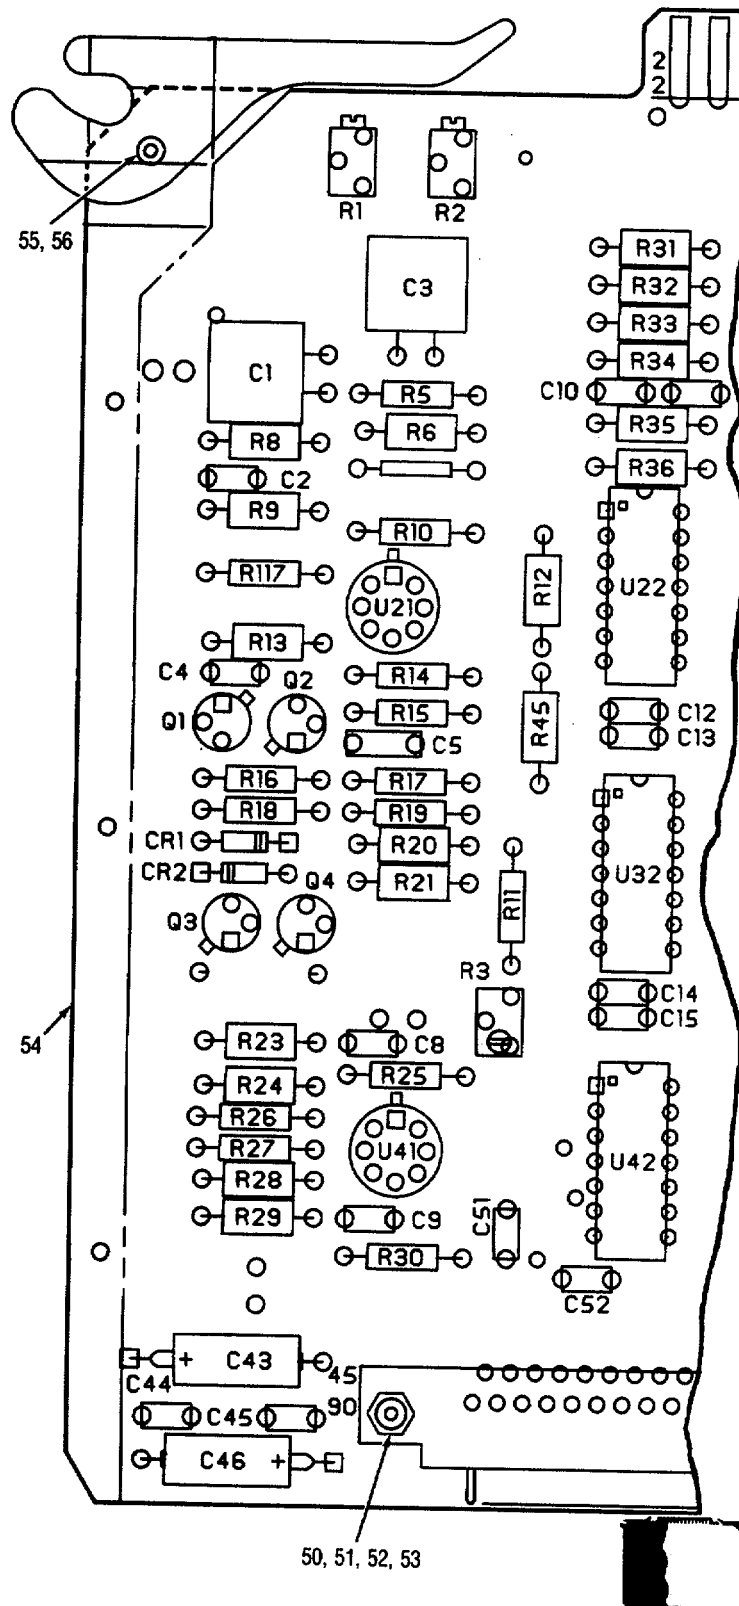 2
2
R1
R2
55, 56
R31
C3
R32
R33
C1
R34
R5
C10
R6
R35
R8
R36
C2
R9
R10
R117
R12
U22
U21
R13
C4
Q2
R14
Q1
R15
C12
C5
R45
C13
R16
R17
R18
R19
CR1
R20
CR2
Q4
R21
U32
R11
Q3
R3
C14
C15
54
R23
C8
R24
R25
R26
R27
U41
U42
R28
R29
C9
C51
R30
C52
+
C43
45
C44
90
C45
C46
+
50, 51, 52, 53